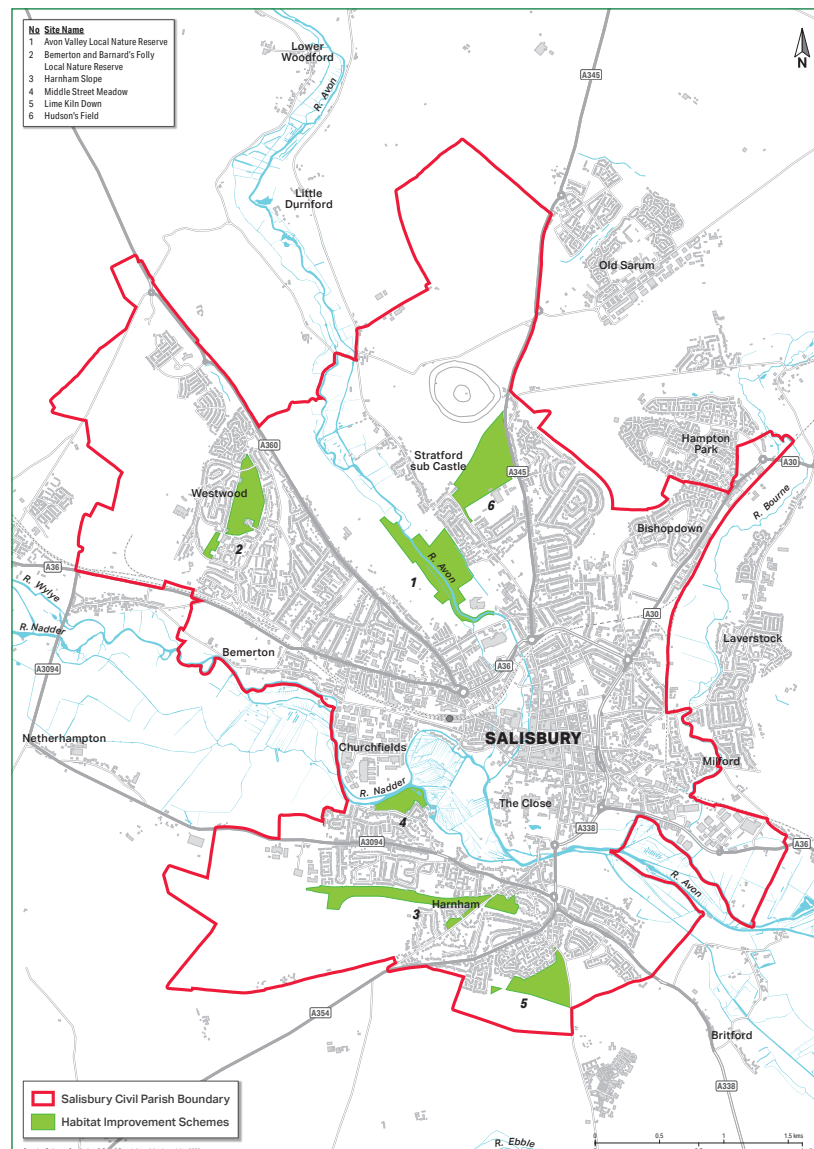 No Site Name
1 Avon Valley Local Nature Reserve
2 Bemerton and Barnard's Folly
Local Nature Reserve
3 Harnham Slope
4 Middle Street Meadow
5 Lime Kiln Down
6 Hudson's Field
N
Lower
Woodford
R. Avon
A345
Little
Durnford
Old Sarum
A360
Stratford
sub Castle
A345
Hampton
Park
A30
Westwood
6
R. Bourne
Bishopdown
2
R. Avon
1
A36
R. Wylye
R. Nadder
A30
Laverstock
Bemerton
A36
A3094
Netherhampton
Churchfields
SALISBURY
Milford
R. Nadder
The Close
4
A3094
A338
A36
R. Avon
3
Harnham
5
A354
Britford
A338
Salisbury Civil Parish Boundary
Habitat Improvement Schemes
R. Ebble
0 0.5 1 1.5 kms